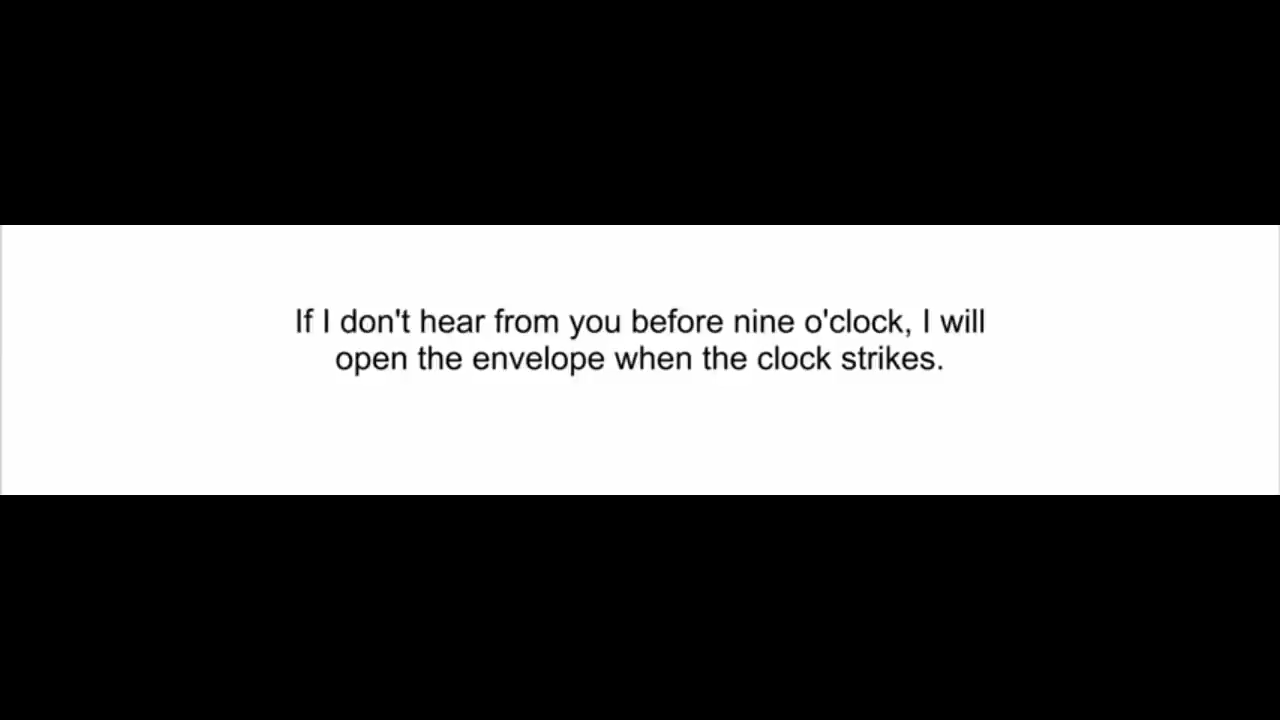 If I don't hear from you before nine o'clock, I will
open the envelope when the clock strikes.